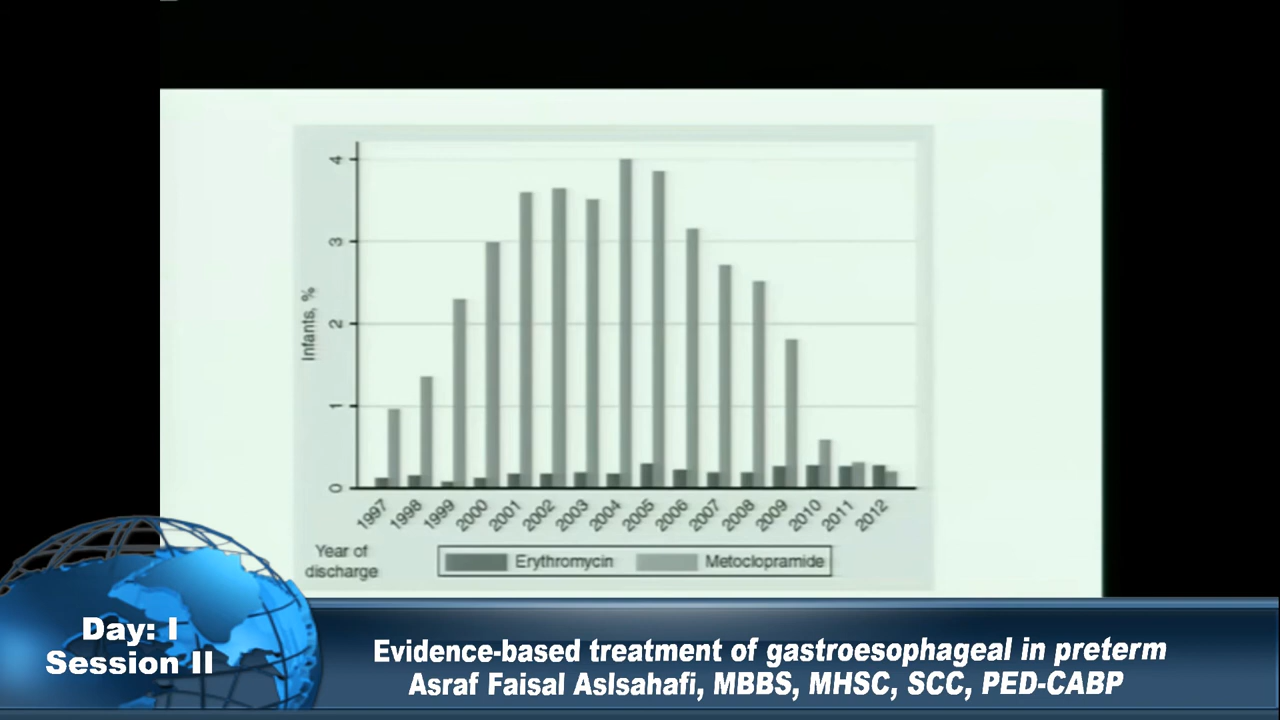 4
3
2
1
0
Infants, %
1997 1998 1999 2000 2001 2002 2003 2004 2005 2006 2007 2008 2009 2010 2011 2012
Year of
discharge
Erythromycin Metoclopramide
Day: I
Session II
Evidence-based treatment of gastroesophageal in preterm
Asraf Faisal Aslsahafi, MBBS, MHSC, SCC, PED-CABP